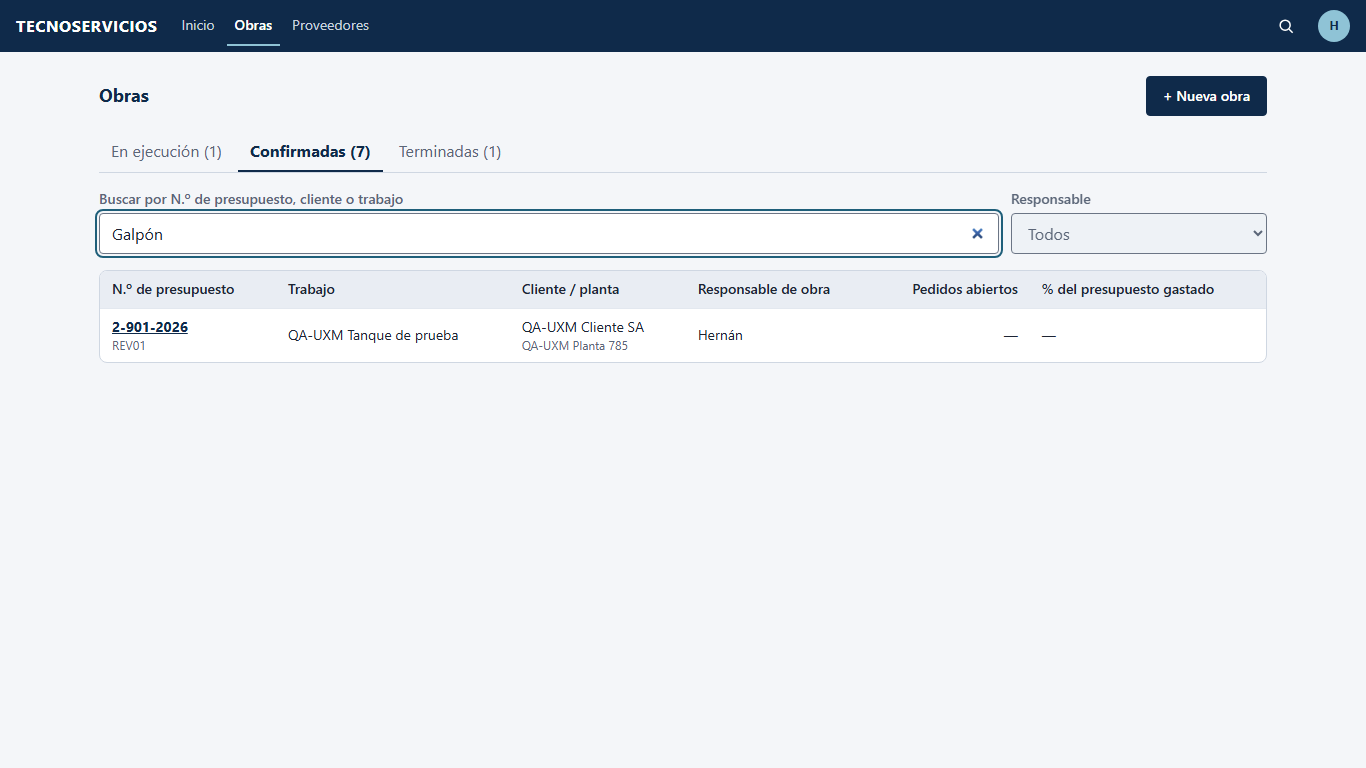 TECNOSERVICIOS Inicio Obras Proveedores H
Obras
+ Nueva obra
En ejecución (1) Confirmadas (7) Terminadas (1)
Buscar por N.º de presupuesto, cliente o trabajo Responsable
Galpón Todos
N.º de presupuesto Trabajo Cliente / planta Responsable de obra Pedidos abiertos % del presupuesto gastado
2-901-2026 QA-UXM Tanque de prueba QA-UXM Cliente SA Hernán — —
REV01 QA-UXM Planta 785